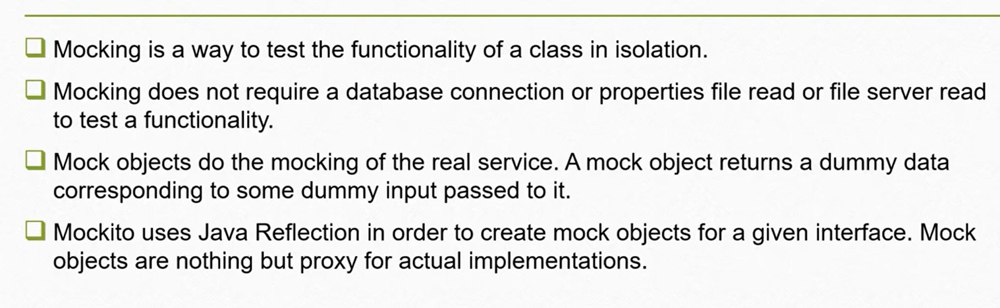 Mocking is a way to test the functionality of a class in isolation.
Mocking does not require a database connection or properties file read or file server read
to test a functionality.
Mock objects do the mocking of the real service. A mock object returns a dummy data
corresponding to some dummy input passed to it.
Mockito uses Java Reflection in order to create mock objects for a given interface. Mock
objects are nothing but proxy for actual implementations.